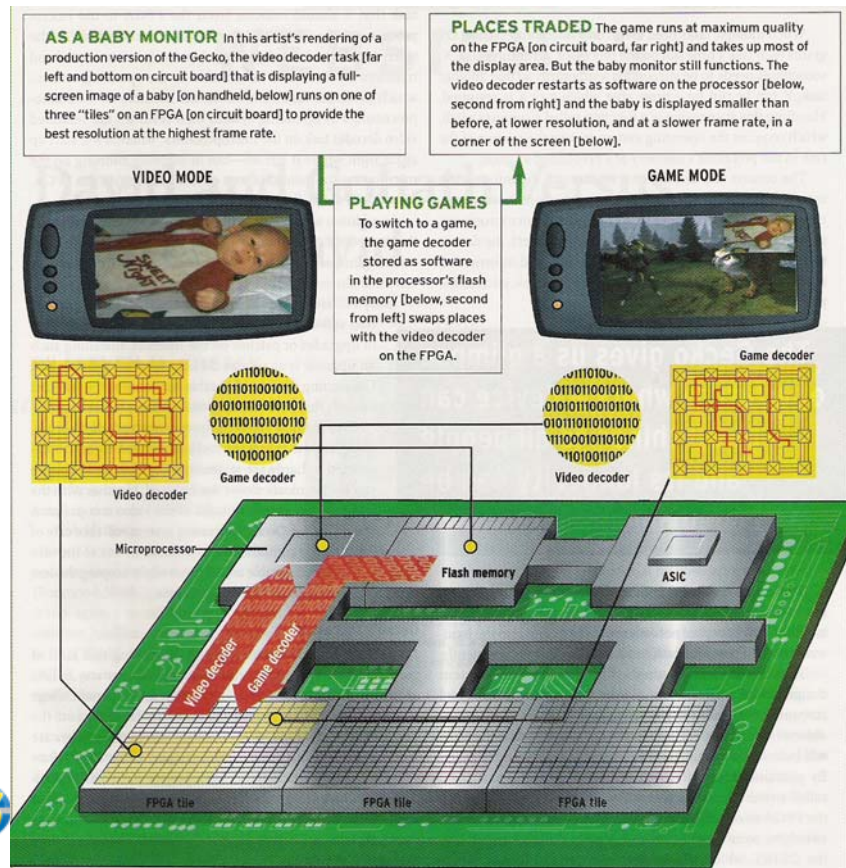 AS A BABY MONITOR In this artist's rendering of a
production version of the Gecko, the video decoder task [far
left and bottom on circuit board] that is displaying a full-
screen image of a baby [on handheld, below] runs on one of
three "tiles" on an FPGA [on circuit board] to provide the
best resolution at the highest frame rate.
PLACES TRADED The game runs at maximum quality
on the FPGA [on circuit board, far right] and takes up most of
the display area. But the baby monitor still functions. The
video decoder restarts as software on the processor [below,
second from right] and the baby is displayed smaller than
before, at lower resolution, and at a slower frame rate, in a
corner of the screen [below].
VIDEO MODE
GAME MODE
PLAYING GAMES
To switch to a game,
the game decoder
stored as software
in the processor's flash
memory [below, second
from left] swaps places
with the video decoder
on the FPGA.
SWEET
Night
Video decoder
Game decoder
Video decoder
Game decoder
Microprocessor
Flash memory
ASIC
Video decoder
Game decoder
FPGA tile
FPGA tile
FPGA tile